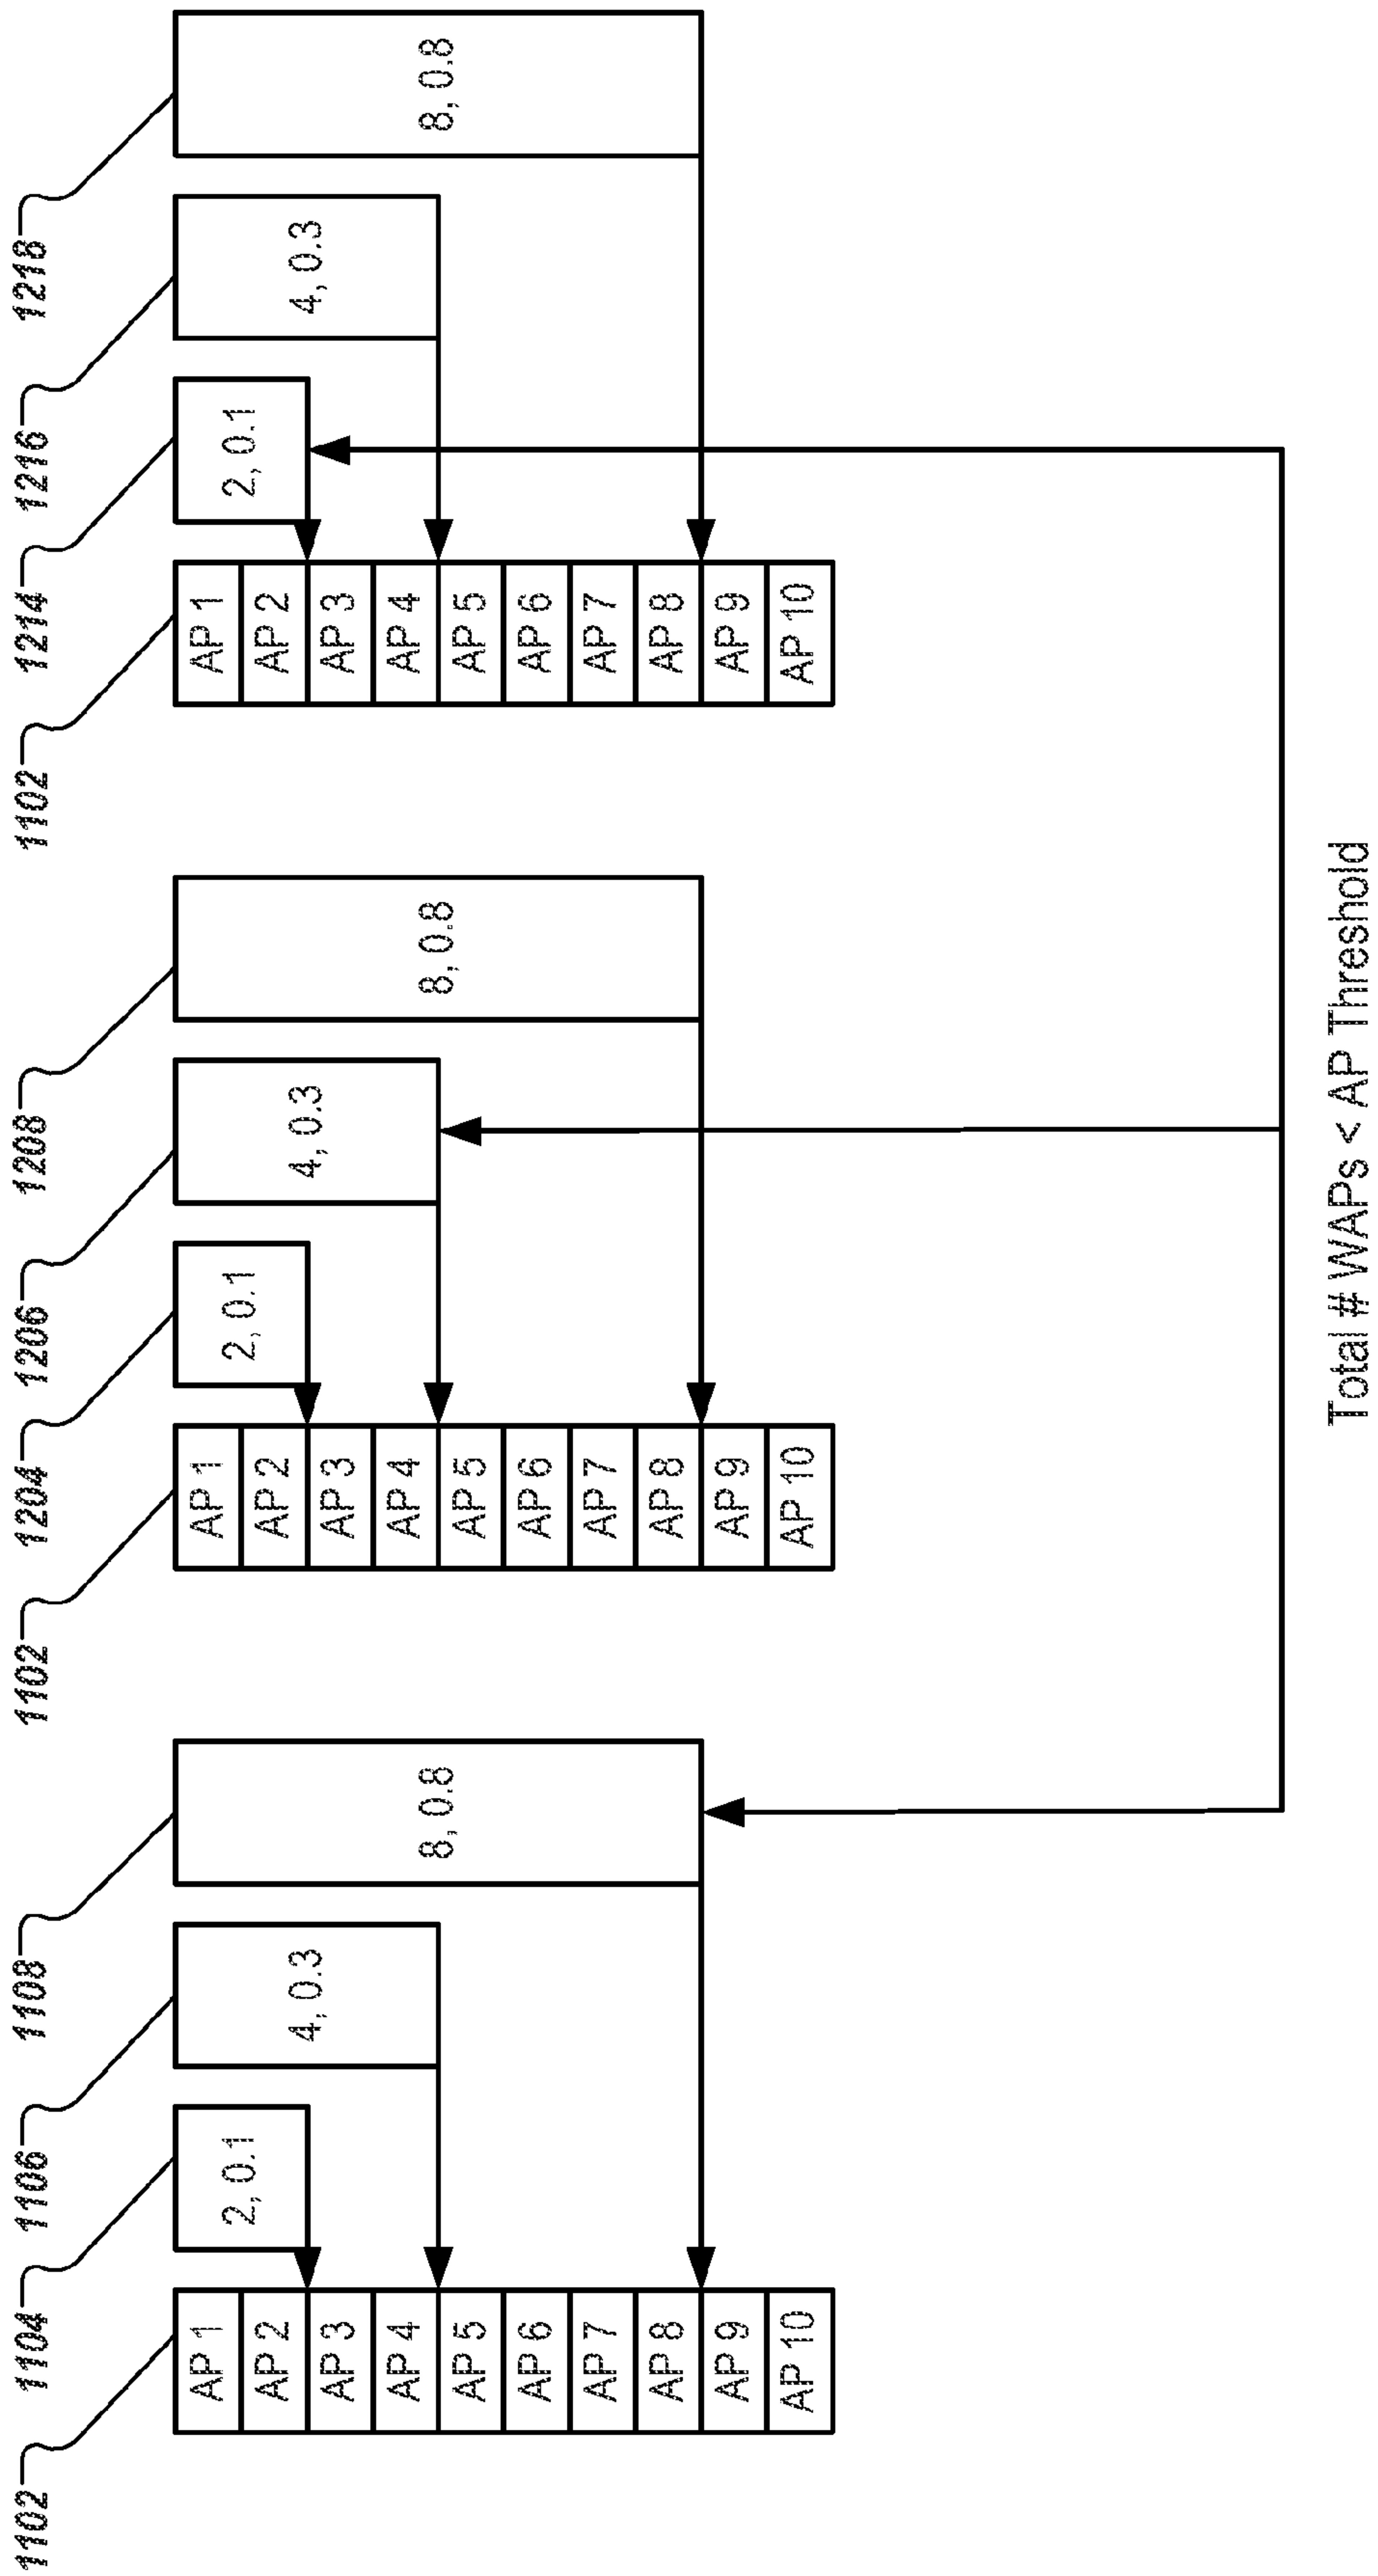 1102
1104
1106
1108
1102
1204
1206
1208
1102
1214
1216
1218
AP 1
AP 2
AP 3
AP 4
AP 5
AP 6
AP 7
AP 8
AP 9
AP 10
2, 0.1
4, 0.3
8, 0.8
AP 1
AP 2
AP 3
AP 4
AP 5
AP 6
AP 7
AP 8
AP 9
AP 10
2, 0.1
4, 0.3
8, 0.8
AP 1
AP 2
AP 3
AP 4
AP 5
AP 6
AP 7
AP 8
AP 9
AP 10
2, 0.1
4, 0.3
8, 0.8
Total # WAPs < AP Threshold